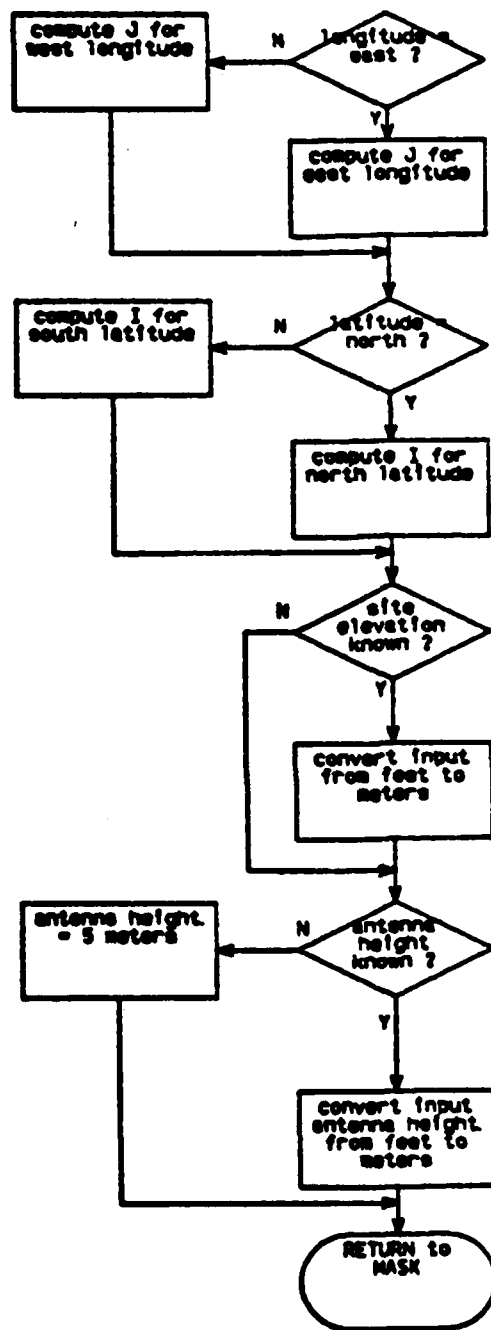 compute J for
west longitude
N
longitude =
east ?
Y
compute J for
east longitude
compute I for
south latitude
N
latitude =
north ?
Y
compute I for
north latitude
N
site
elevation
known ?
Y
convert input
from feet to
meters
antenna height
= 5 meters
N
antenna
height
known ?
Y
convert input
antenna height
from feet to
meters
RETURN to
MASK